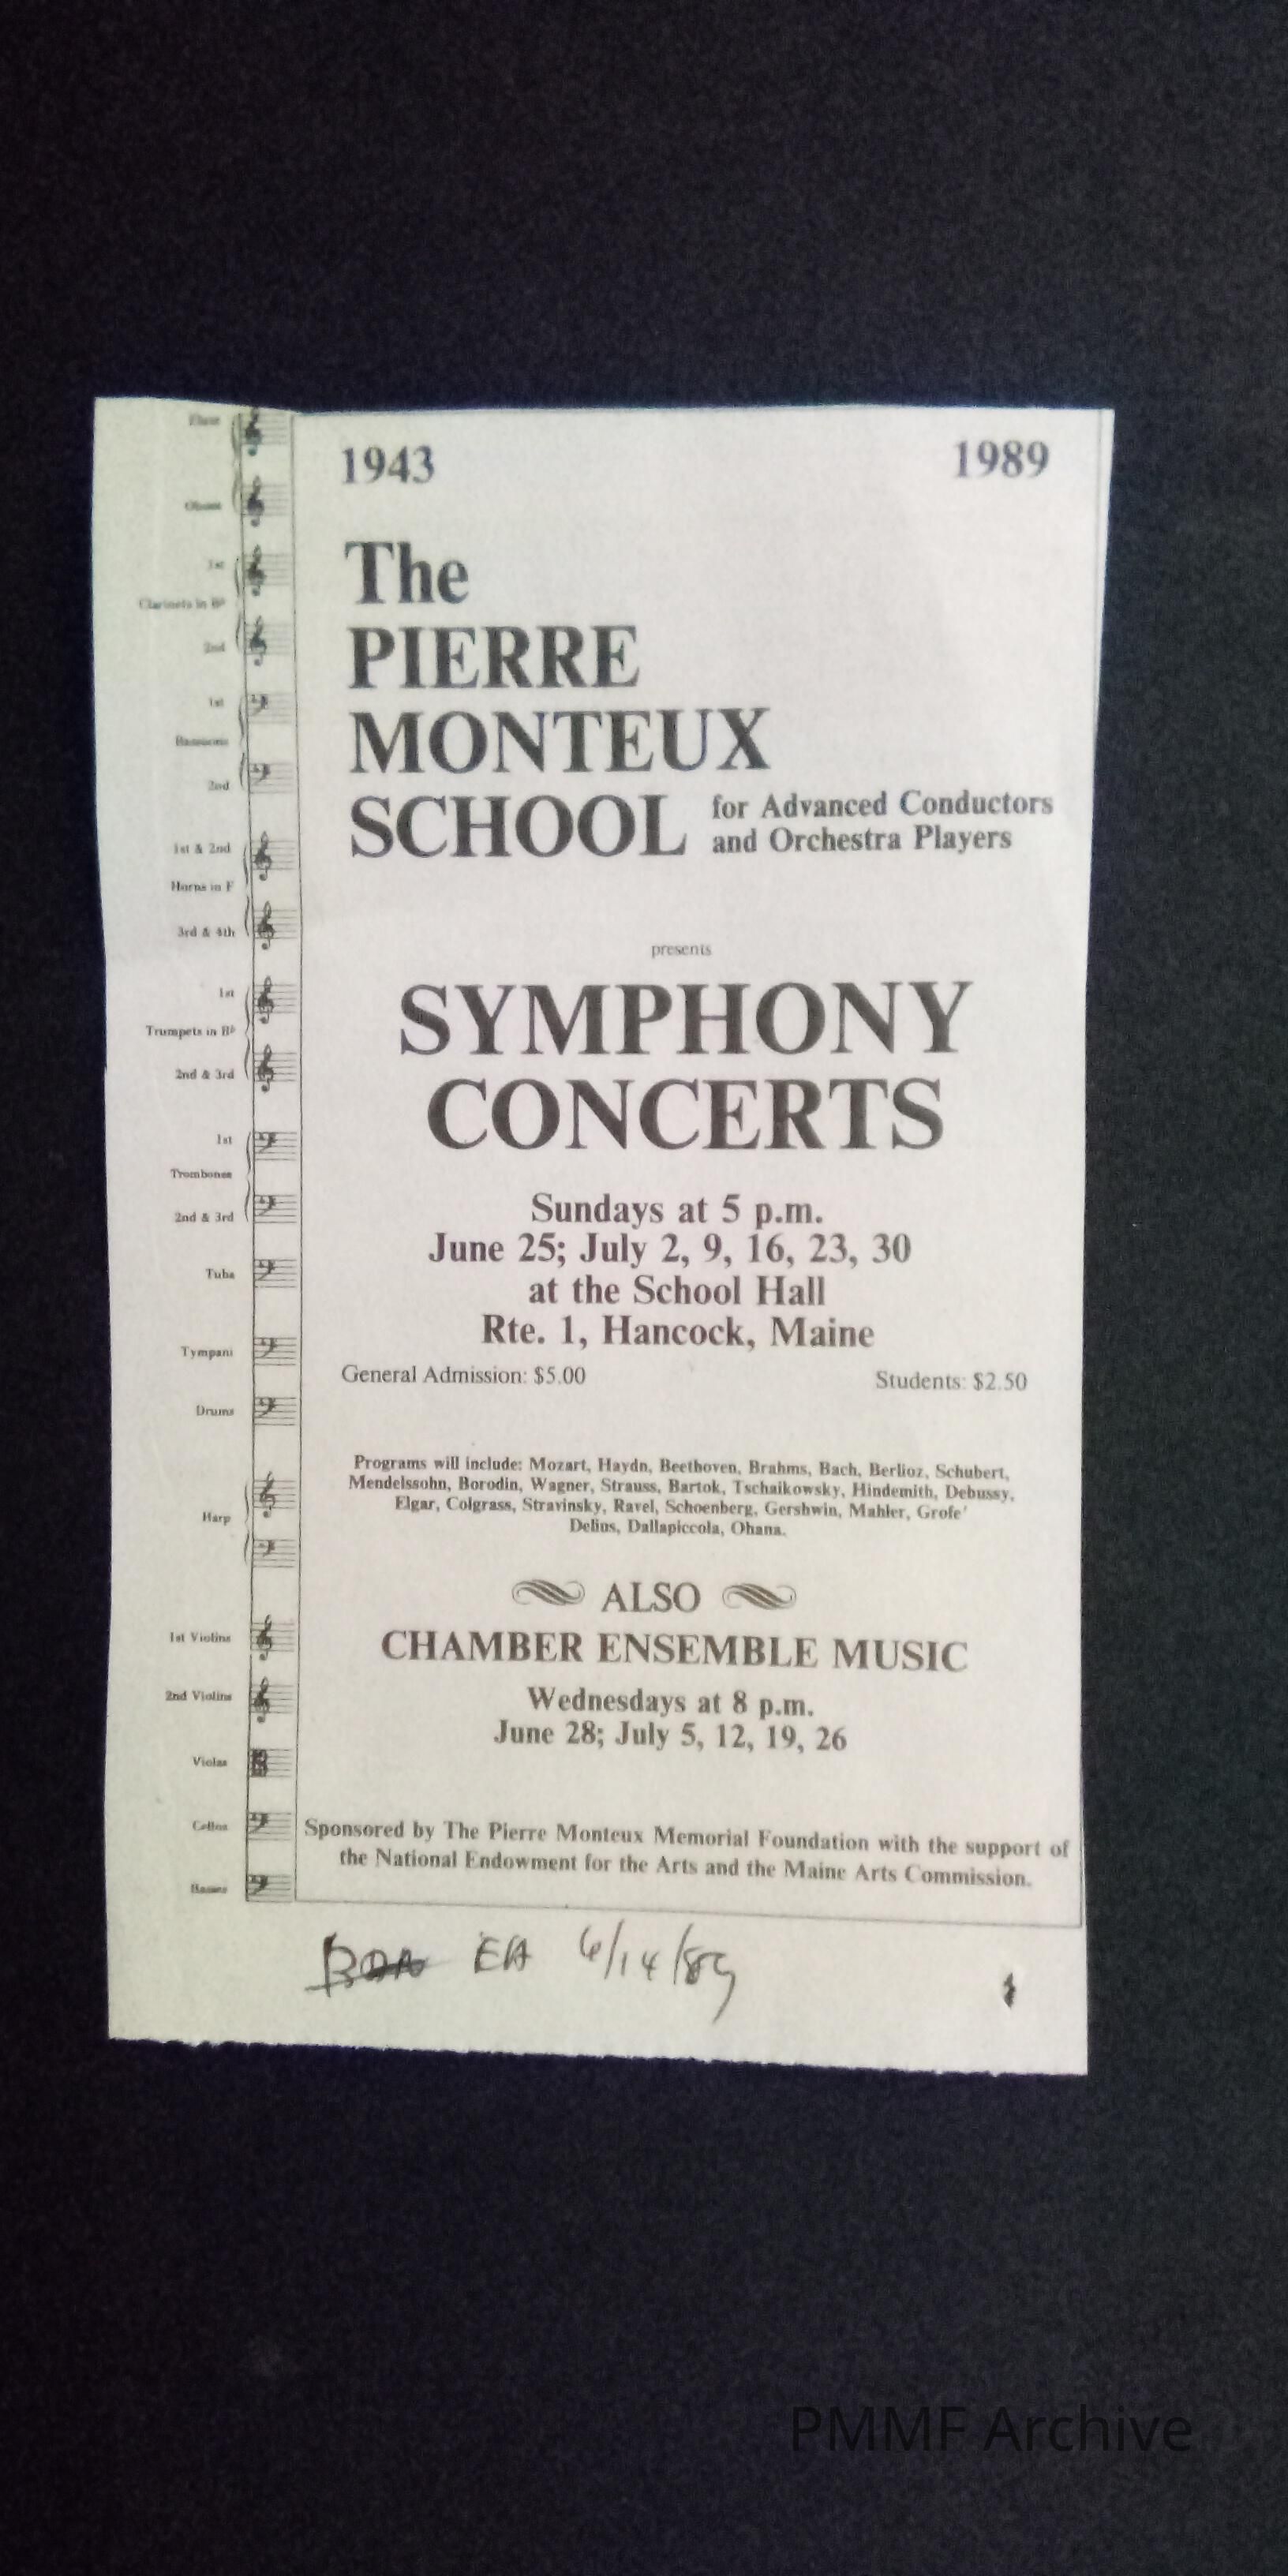 1943 1989
The
PIERRE
MONTEUX
SCHOOL for Advanced Conductors
and Orchestra Players
presents
SYMPHONY
CONCERTS
Sundays at 5 p.m.
June 25; July 2, 9, 16, 23, 30
at the School Hall
Rte. 1, Hancock, Maine
General Admission: $5.00 Students: $2.50
Programs will include: Mozart, Haydn, Beethoven, Brahms, Bach, Berlioz, Schubert,
Mendelssohn, Borodin, Wagner, Strauss, Bartok, Tschaikowsky, Hindemith, Debussy,
Elgar, Colgrass, Stravinsky, Ravel, Schoenberg, Gershwin, Mahler, Grofe'
Delius, Dallapiccola, Ohana.
ALSO
CHAMBER ENSEMBLE MUSIC
Wednesdays at 8 p.m.
June 28; July 5, 12, 19, 26
Sponsored by The Pierre Monteux Memorial Foundation with the support of
the National Endowment for the Arts and the Maine Arts Commission.
1st
Clarinets in B♭
2nd
1st
Bassoons
2nd
1st & 2nd
Horns in F
3rd & 4th
1st
Trumpets in B♭
2nd & 3rd
1st
Trombones
2nd & 3rd
Tuba
Tympani
Drums
Harp
1st Violins
2nd Violins
Violas
Cellos
Basses
EA 6/14/89
PMMF Archive